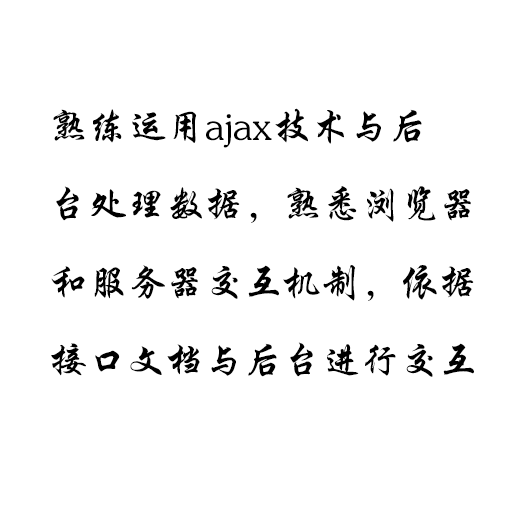 熟练运用ajax技术与后
台处理数据，熟悉浏览器
和服务器交互机制，依据
接口文档与后台进行交互